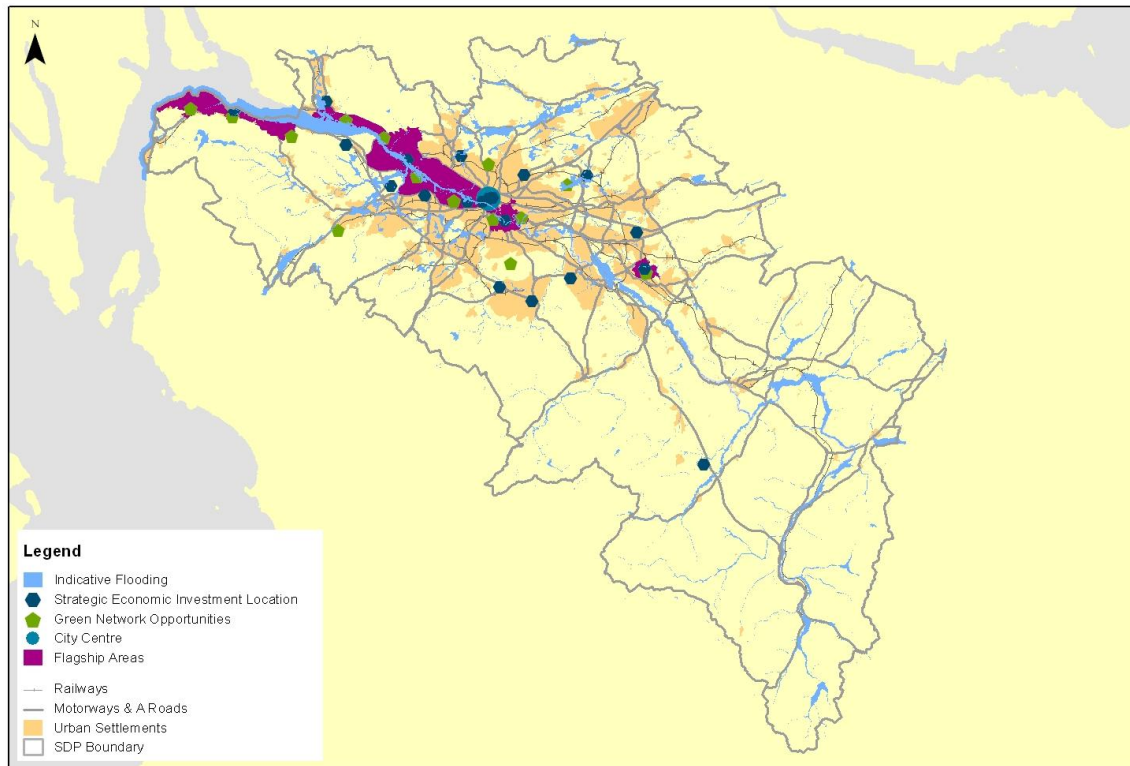 N
Legend
Indicative Flooding
Strategic Economic Investment Location
Green Network Opportunities
City Centre
Flagship Areas
Railways
Motorways & A Roads
Urban Settlements
SDP Boundary